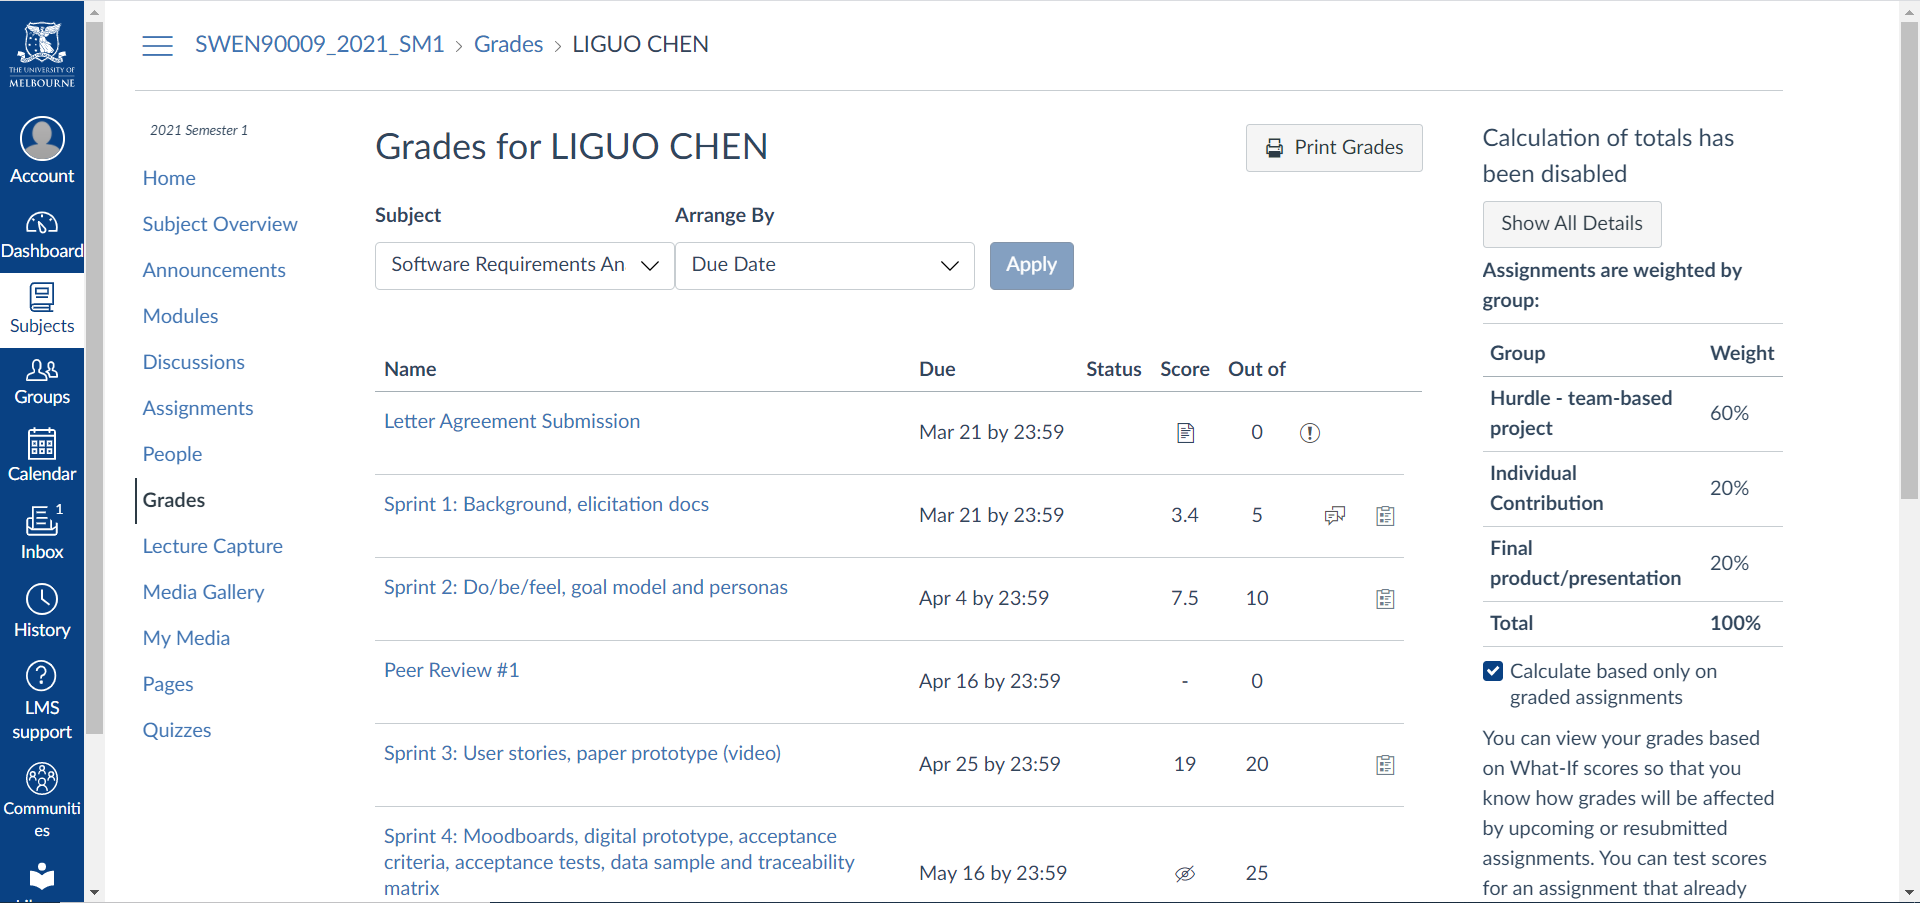 THE UNIVERSITY OF
MELBOURNE
Account
Dashboard
Subjects
Groups
Calendar
1
Inbox
History
LMS
support
Communiti
es
SWEN90009_2021_SM1 › Grades › LIGUO CHEN
2021 Semester 1
Home
Subject Overview
Announcements
Modules
Discussions
Assignments
People
Grades
Lecture Capture
Media Gallery
My Media
Pages
Quizzes
Grades for LIGUO CHEN
Print Grades
Subject Arrange By
Software Requirements An Due Date Apply
Name Due Status Score Out of
Letter Agreement Submission Mar 21 by 23:59 0
Sprint 1: Background, elicitation docs Mar 21 by 23:59 3.4 5
Sprint 2: Do/be/feel, goal model and personas Apr 4 by 23:59 7.5 10
Peer Review #1 Apr 16 by 23:59 - 0
Sprint 3: User stories, paper prototype (video) Apr 25 by 23:59 19 20
Sprint 4: Moodboards, digital prototype, acceptance
criteria, acceptance tests, data sample and traceability
matrix May 16 by 23:59 25
Calculation of totals has
been disabled
Show All Details
Assignments are weighted by
group:
Group Weight
Hurdle - team-based
project 60%
Individual
Contribution 20%
Final
product/presentation 20%
Total 100%
Calculate based only on
graded assignments
You can view your grades based
on What-If scores so that you
know how grades will be affected
by upcoming or resubmitted
assignments. You can test scores
for an assignment that already